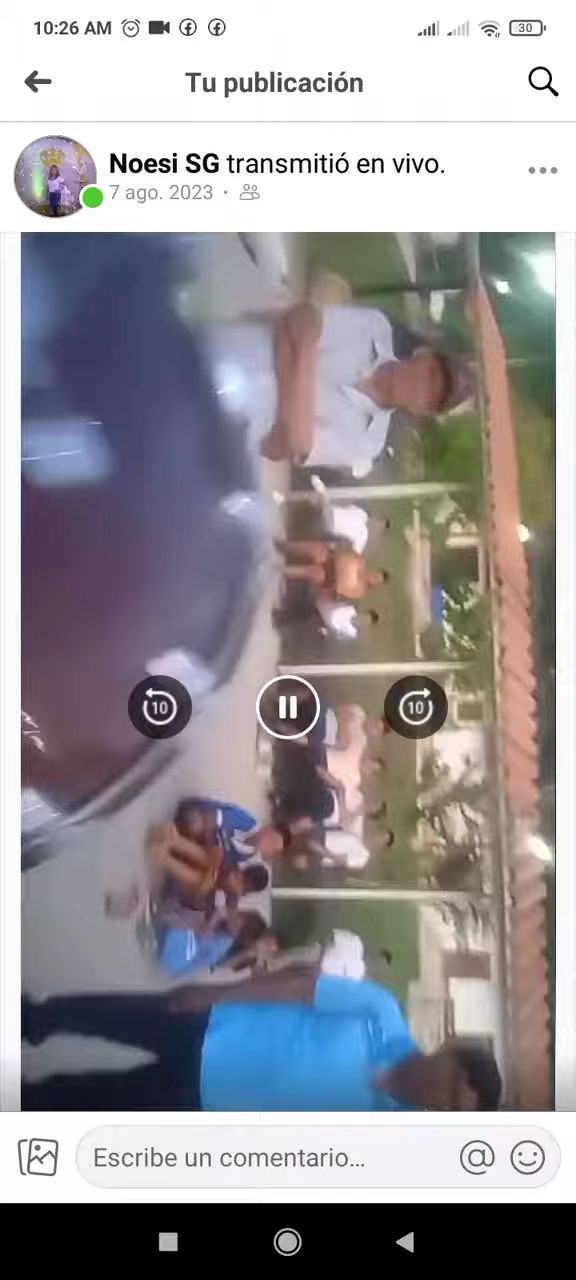 10:26 AM
30
Tu publicación
Noesi SG transmitió en vivo.
7 ago. 2023 ·
10
10
Escribe un comentario...